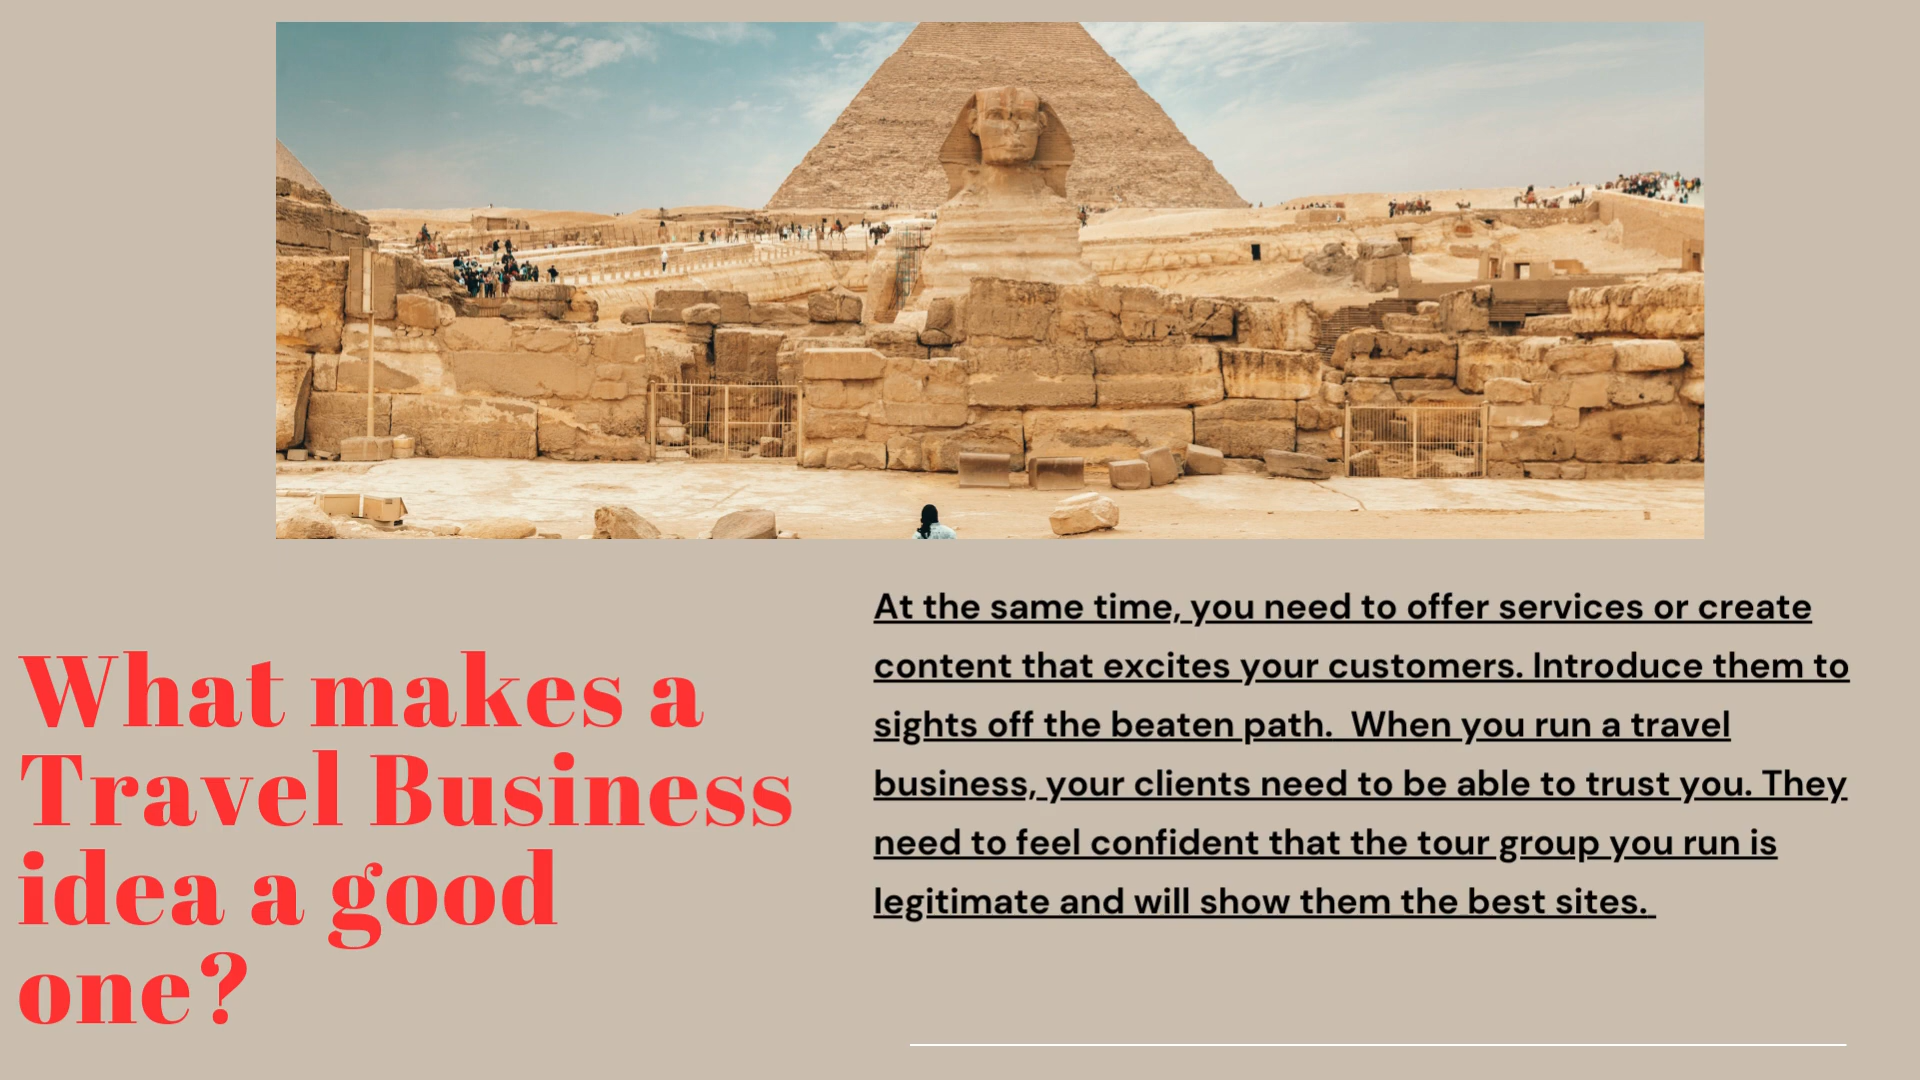 What makes a
Travel Business
idea a good
one?
At the same time, you need to offer services or create
content that excites your customers. Introduce them to
sights off the beaten path.  When you run a travel
business, your clients need to be able to trust you. They
need to feel confident that the tour group you run is
legitimate and will show them the best sites.